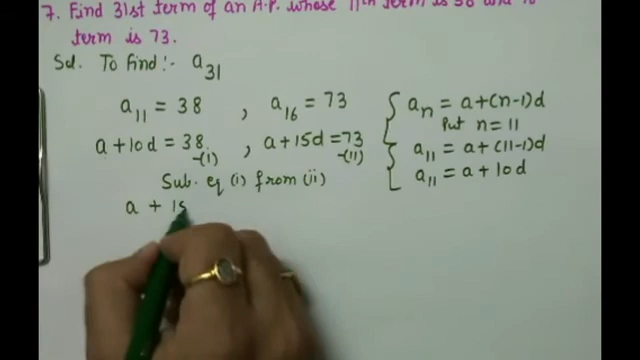 7. Find 31st term of an A.P. whose 11th term is 38 and
term is 73.
Sol. To Find :- a31
a11 = 38 , a16 = 73
a+10d = 38 -(i) , a+15d = 73 -(ii)
an = a+(n-1)d
Put n = 11
a11 = a+(11-1)d
a11 = a+10d
Sub. eq (i) from (ii)
a + 15